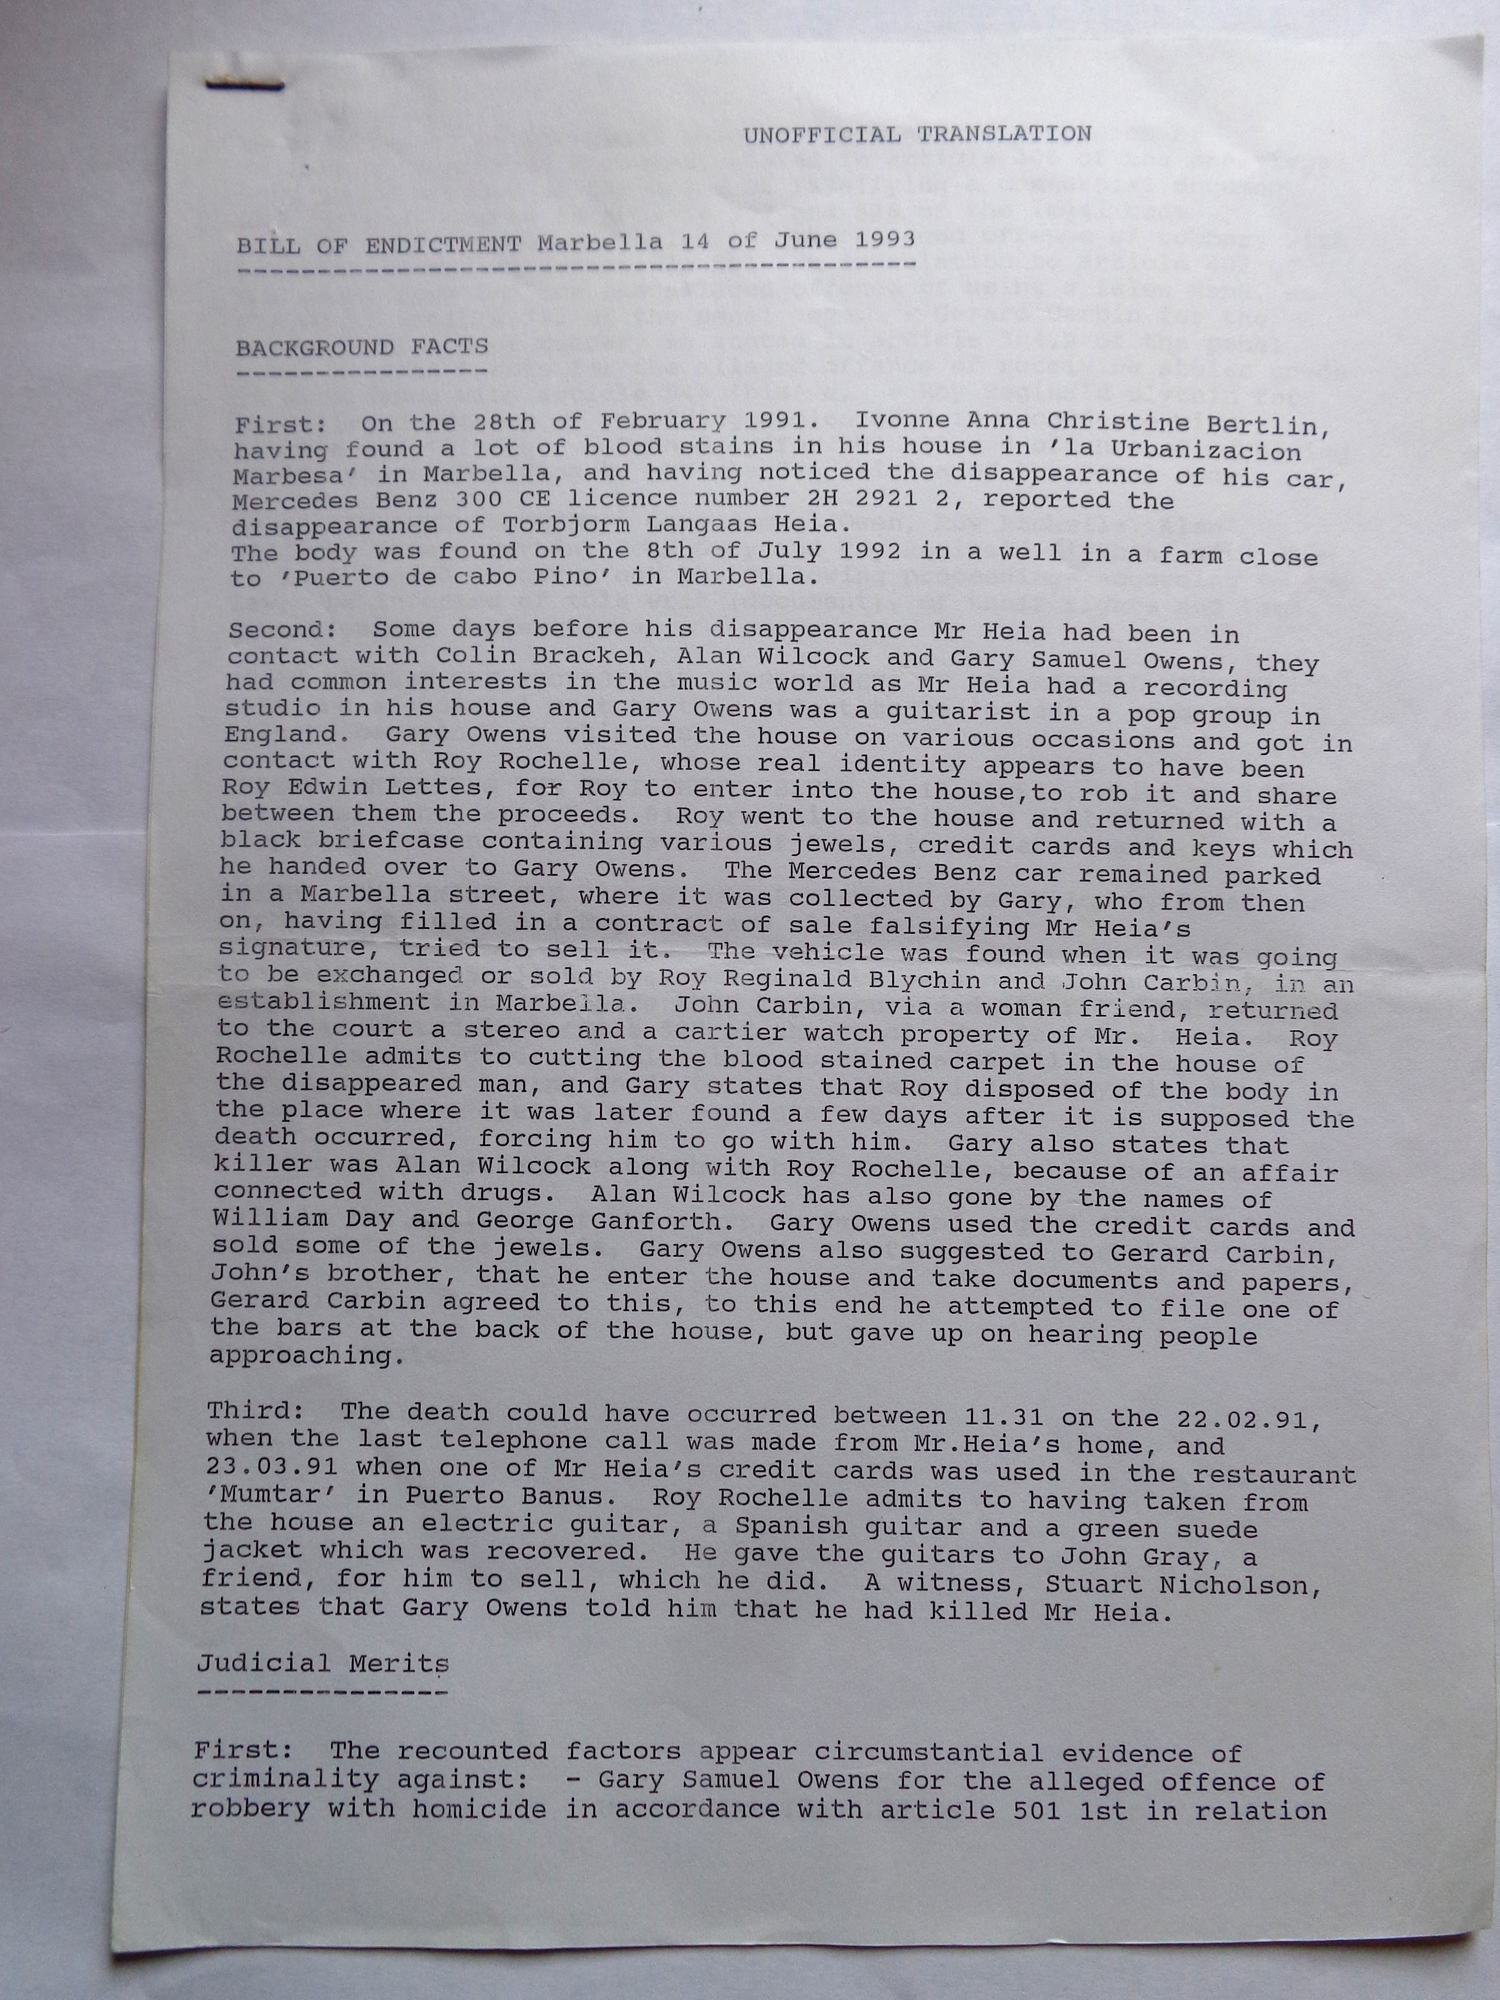 UNOFFICIAL TRANSLATION
BILL OF ENDICTMENT Marbella 14 of June 1993
BACKGROUND FACTS
First: On the 28th of February 1991. Ivonne Anna Christine Bertlin,
having found a lot of blood stains in his house in 'la Urbanizacion
Marbesa' in Marbella, and having noticed the disappearance of his car,
Mercedes Benz 300 CE licence number 2H 2921 2, reported the
disappearance of Torbjorm Langaas Heia.
The body was found on the 8th of July 1992 in a well in a farm close
to 'Puerto de cabo Pino' in Marbella.
Second: Some days before his disappearance Mr Heia had been in
contact with Colin Brackeh, Alan Wilcock and Gary Samuel Owens, they
had common interests in the music world as Mr Heia had a recording
studio in his house and Gary Owens was a guitarist in a pop group in
England. Gary Owens visited the house on various occasions and got in
contact with Roy Rochelle, whose real identity appears to have been
Roy Edwin Lettes, for Roy to enter into the house,to rob it and share
between them the proceeds. Roy went to the house and returned with a
black briefcase containing various jewels, credit cards and keys which
he handed over to Gary Owens. The Mercedes Benz car remained parked
in a Marbella street, where it was collected by Gary, who from then
on, having filled in a contract of sale falsifying Mr Heia's
signature, tried to sell it. The vehicle was found when it was going
to be exchanged or sold by Roy Reginald Blychin and John Carbin, in an
establishment in Marbella. John Carbin, via a woman friend, returned
to the court a stereo and a cartier watch property of Mr. Heia. Roy
Rochelle admits to cutting the blood stained carpet in the house of
the disappeared man, and Gary states that Roy disposed of the body in
the place where it was later found a few days after it is supposed the
death occurred, forcing him to go with him. Gary also states that
killer was Alan Wilcock along with Roy Rochelle, because of an affair
connected with drugs. Alan Wilcock has also gone by the names of
William Day and George Ganforth. Gary Owens used the credit cards and
sold some of the jewels. Gary Owens also suggested to Gerard Carbin,
John's brother, that he enter the house and take documents and papers,
Gerard Carbin agreed to this, to this end he attempted to file one of
the bars at the back of the house, but gave up on hearing people
approaching.
Third: The death could have occurred between 11.31 on the 22.02.91,
when the last telephone call was made from Mr.Heia's home, and
23.03.91 when one of Mr Heia's credit cards was used in the restaurant
'Mumtar' in Puerto Banus. Roy Rochelle admits to having taken from
the house an electric guitar, a Spanish guitar and a green suede
jacket which was recovered. He gave the guitars to John Gray, a
friend, for him to sell, which he did. A witness, Stuart Nicholson,
states that Gary Owens told him that he had killed Mr Heia.
Judicial Merits
First: The recounted factors appear circumstantial evidence of
criminality against: - Gary Samuel Owens for the alleged offence of
robbery with homicide in accordance with article 501 1st in relation